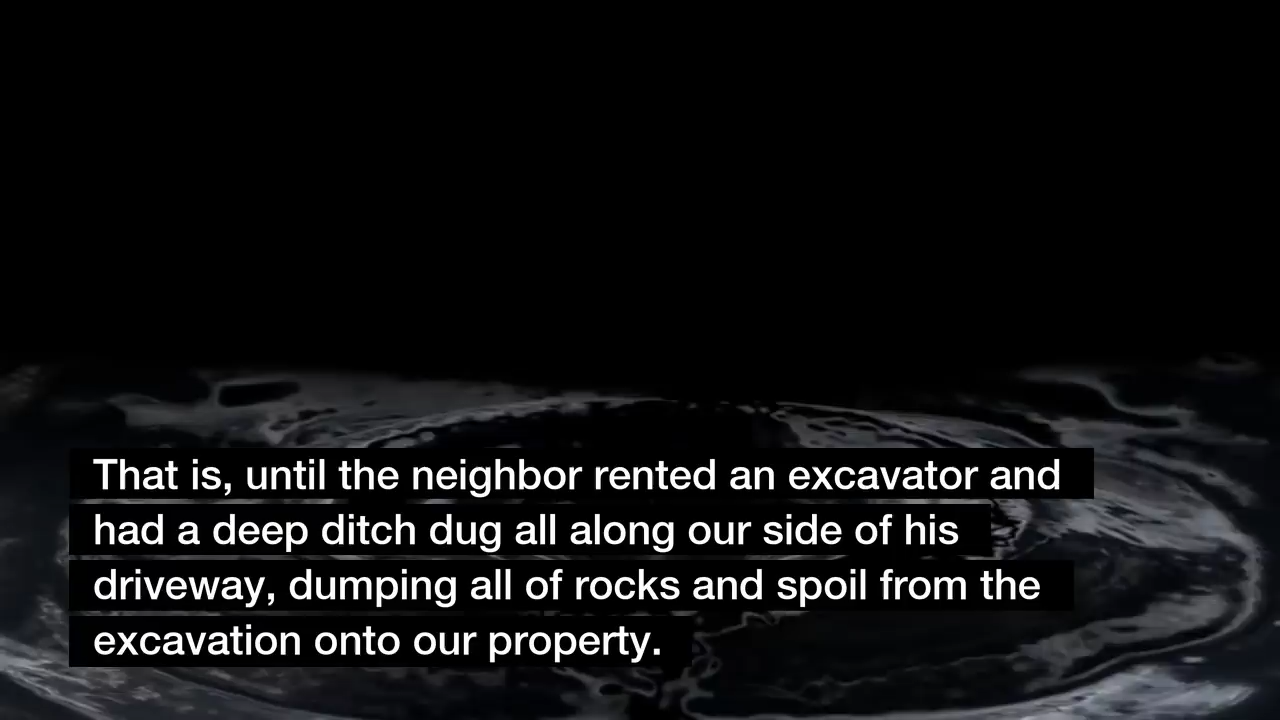 That is, until the neighbor rented an excavator and
had a deep ditch dug all along our side of his
driveway, dumping all of rocks and spoil from the
excavation onto our property.